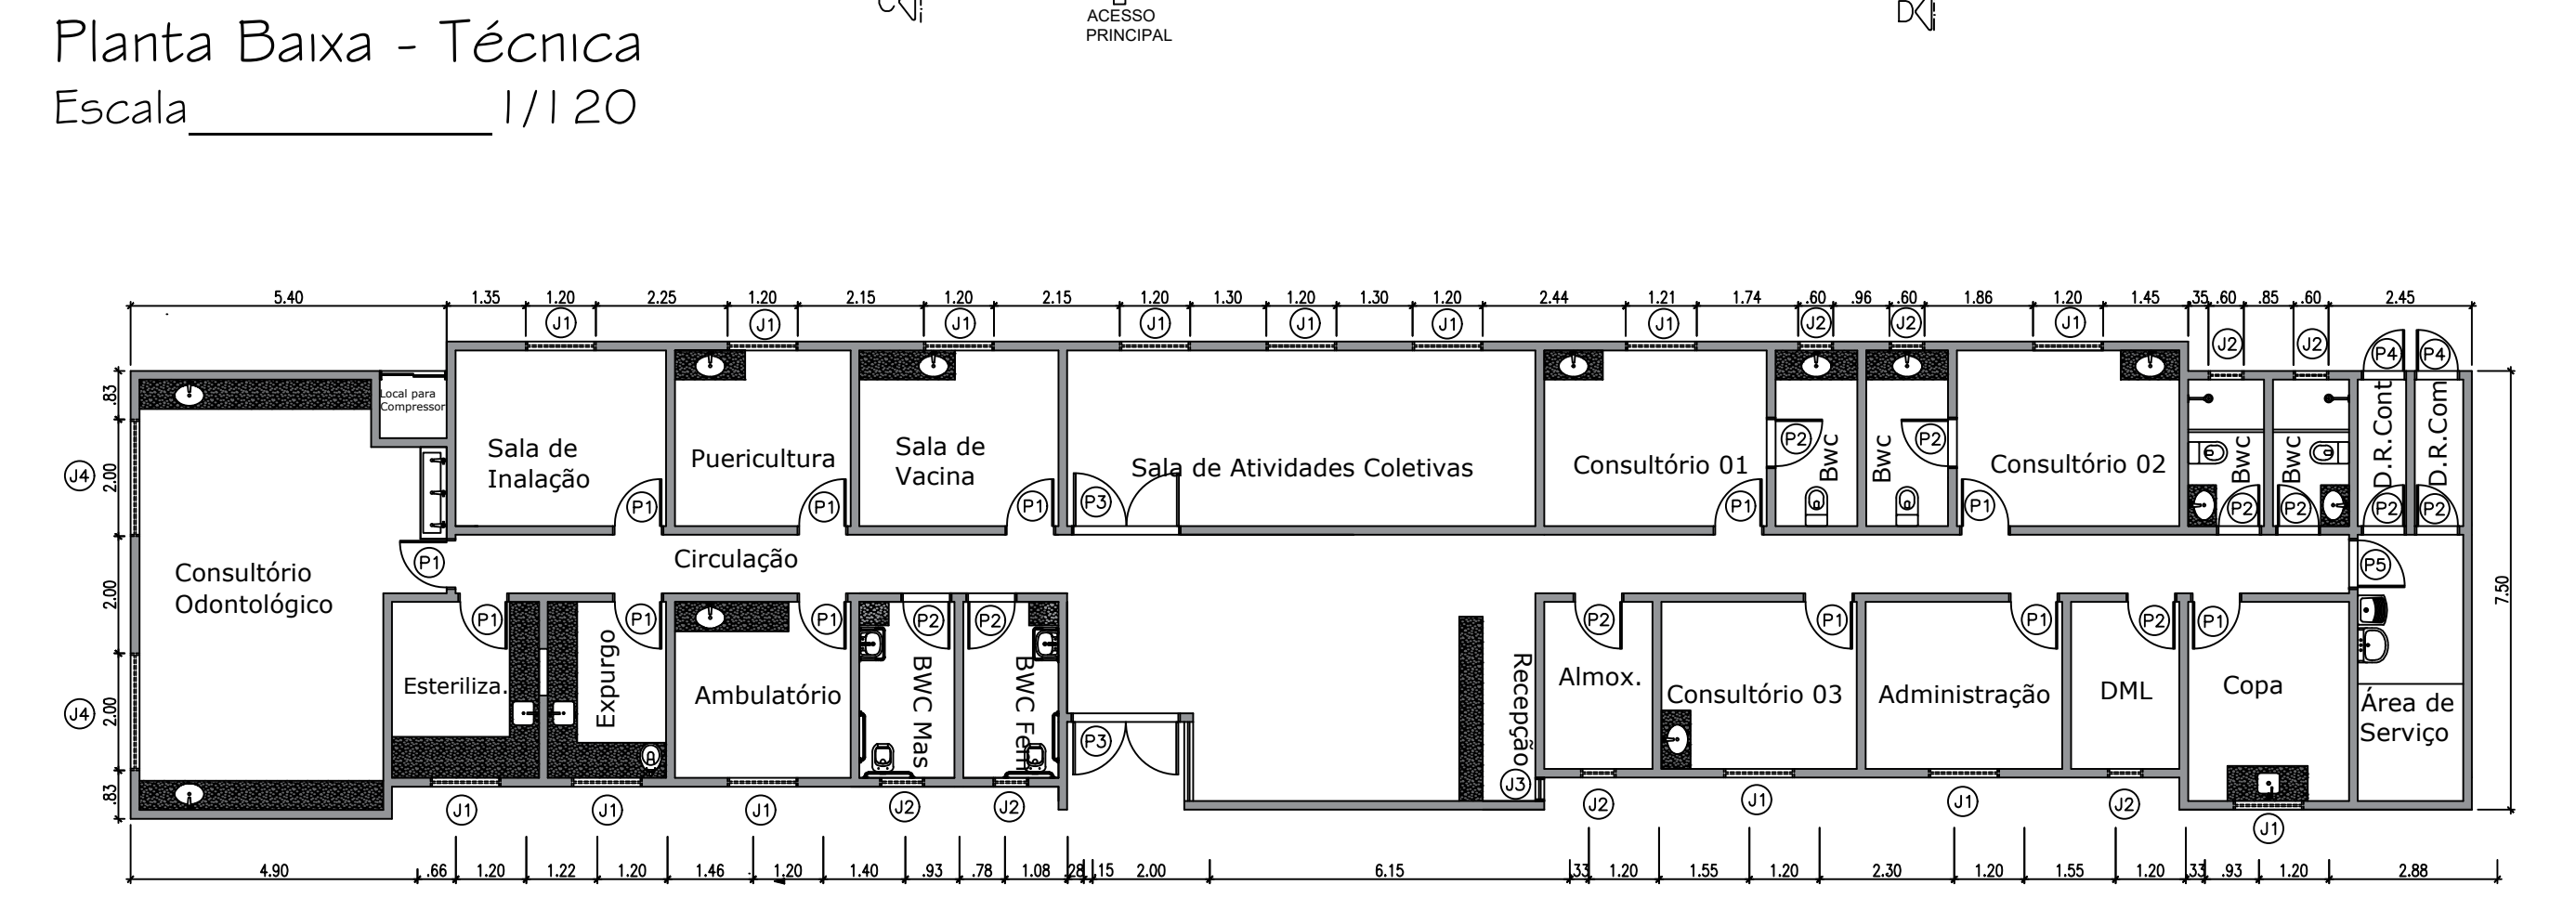 C
ACESSO
PRINCIPAL
D
Planta Baixa - Técnica
Escala 1/120
5.40 1.35 1.20 2.25 1.20 2.15 1.20 2.15 1.20 1.30 1.20 1.30 1.20 2.44 1.21 1.74 .60 .96 .60 1.86 1.20 1.45 .35 .60 .85 .60 2.45
J1 J1 J1 J1 J1 J1 J1 J2 J2 J1 J2 J2
P4 P4
.83
Local para
Compressor
J4 2.00
Sala de
Inalação
Puericultura
Sala de
Vacina
Sala de Atividades Coletivas
Consultório 01
Bwc
Bwc
Consultório 02
Bwc
Bwc
D.R.Cont
D.R.Com
P2 P2
P1 P1 P1 P3 P1 P1 P2 P2 P2 P2
Circulação
P1
P5
Consultório
Odontológico
2.00
7.50
P1 P1 P1 P2 P2 P2 P1 P1 P2 P1
Esteriliza.
Expurgo
Ambulatório
BWC Mas
BWC Fem
Recepção
Almox.
Consultório 03
Administração
DML
Copa
Área de
Serviço
J4 2.00
P3
.83
J3
J1 J1 J1 J2 J2 J2 J1 J1 J2 J1
4.90 .66 1.20 1.22 1.20 1.46 1.20 1.40 .93 .78 1.08 .28 .15 2.00 6.15 .33 1.20 1.55 1.20 2.30 1.20 1.55 1.20 .33 .93 1.20 2.88